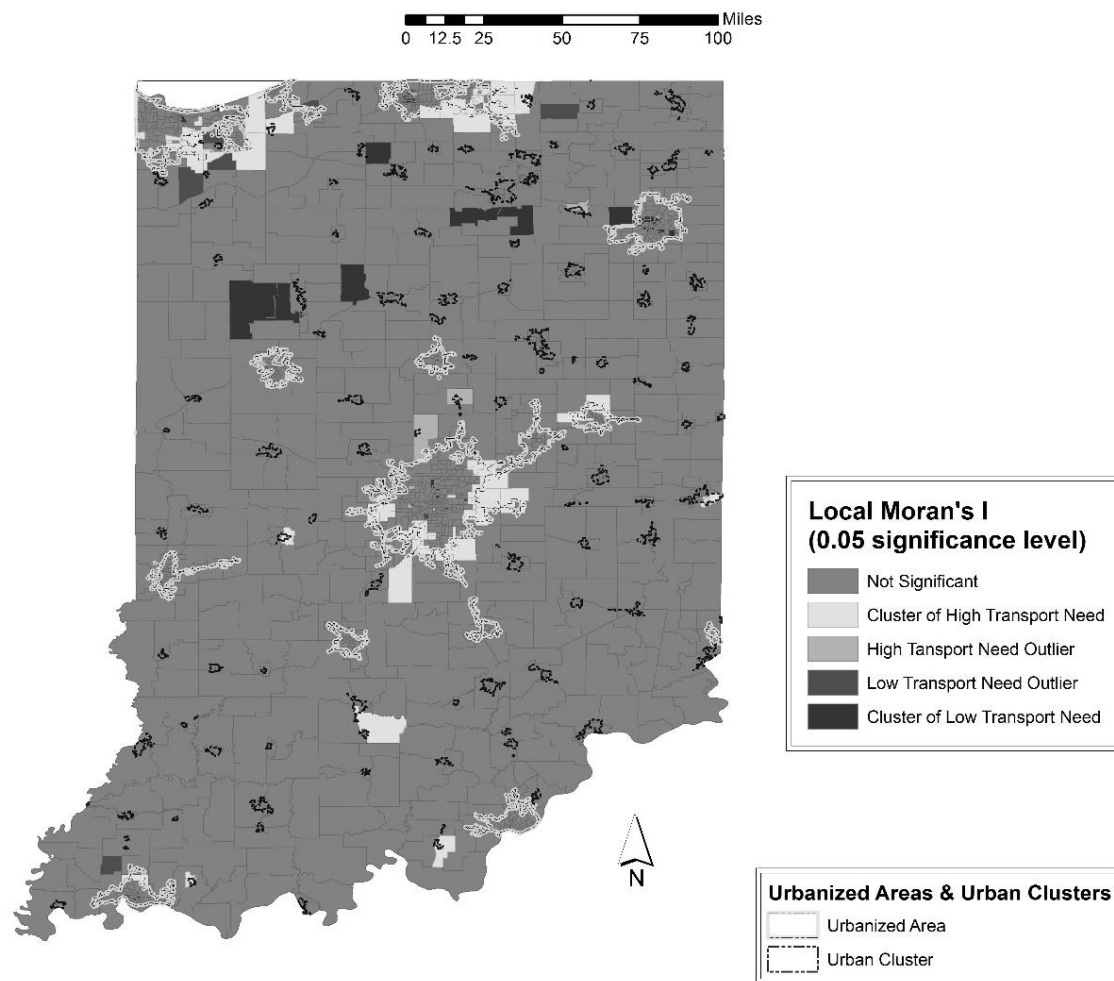 Miles
0 12.5 25 50 75 100
Local Moran's I
(0.05 significance level)
Not Significant
Cluster of High Transport Need
High Tansport Need Outlier
Low Transport Need Outlier
Cluster of Low Transport Need
N
Urbanized Areas & Urban Clusters
Urbanized Area
Urban Cluster